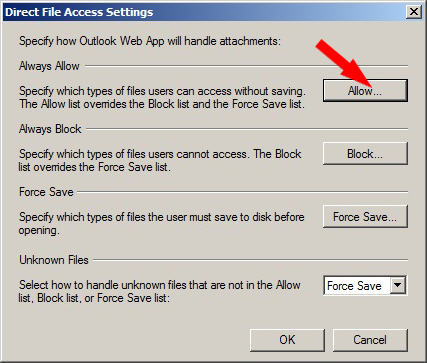 Direct File Access Settings
Specify how Outlook Web App will handle attachments:
Always Allow
Specify which types of files users can access without saving.
The Allow list overrides the Block list and the Force Save list.
Allow...
Always Block
Specify which types of files users cannot access. The Block
list overrides the Force Save list.
Block...
Force Save
Specify which types of files the user must save to disk before
opening.
Force Save...
Unknown Files
Select how to handle unknown files that are not in the Allow
list, Block list, or Force Save list:
Force Save
OK
Cancel